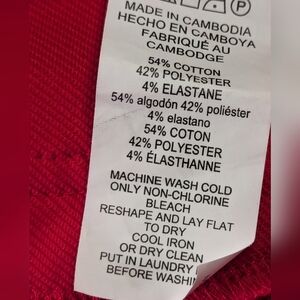 P
MADE IN CAMBODIA
HECHO EN CAMBOYA
FABRIQUÉ AU
CAMBODGE
54% COTTON
42% POLYESTER
4% ELASTANE
54% algodón 42% poliéster
4% elastano
54% COTON
42% POLYESTER
4% ÉLASTHANNE
MACHINE WASH COLD
ONLY NON-CHLORINE
BLEACH
RESHAPE AND LAY FLAT
TO DRY
COOL IRON
OR DRY CLEAN
PUT IN LAUNDRY
BEFORE WASHI